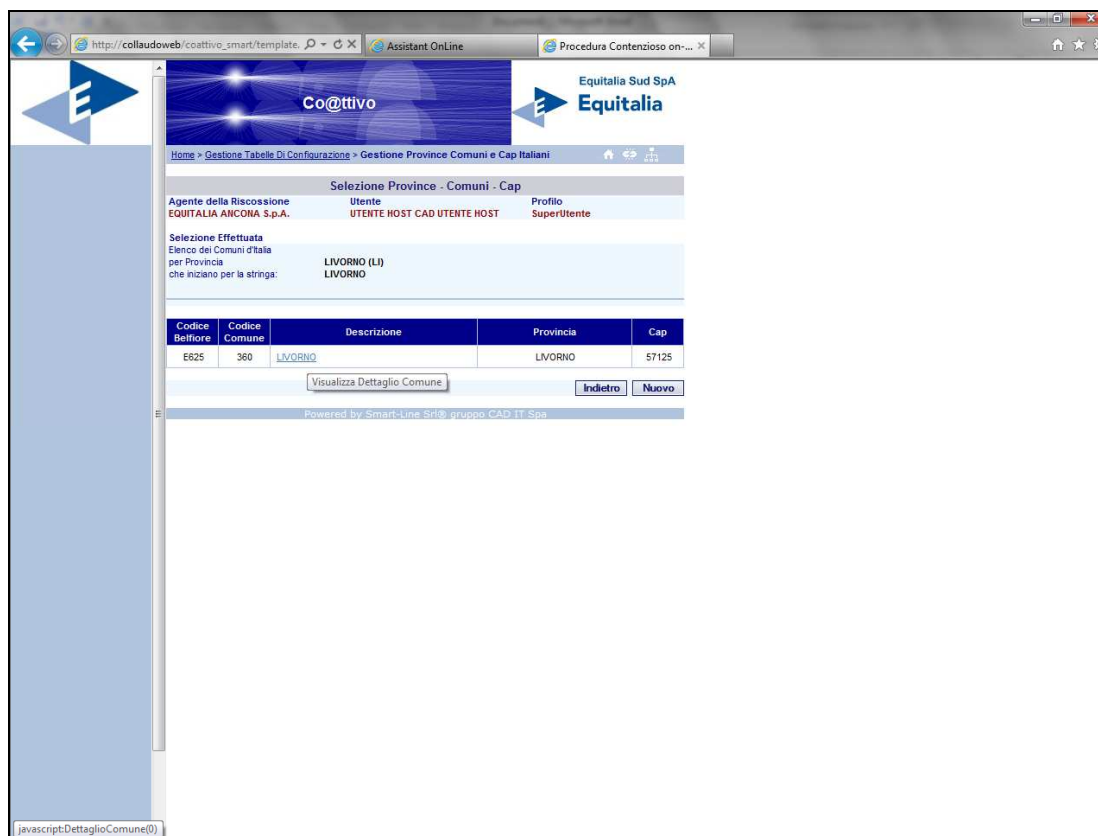 http://collaudoweb/coattivo_smart/template.
Assistant OnLine
Procedura Contenzioso on-...
Co@ttivo
Equitalia Sud SpA
Equitalia
Home > Gestione Tabelle Di Configurazione > Gestione Province Comuni e Cap Italiani
Selezione Province - Comuni - Cap
Agente della Riscossione Utente Profilo
EQUITALIA ANCONA S.p.A. UTENTE HOST CAD UTENTE HOST SuperUtente
Selezione Effettuata
Elenco dei Comuni d'Italia
per Provincia LIVORNO (LI)
che iniziano per la stringa: LIVORNO
Codice Belfiore Codice Comune Descrizione Provincia Cap
E625 360 LIVORNO LIVORNO 57125
Visualizza Dettaglio Comune
Indietro Nuovo
Powered by Smart-Line Srl® gruppo CAD IT Spa
javascript:DettaglioComune(0)